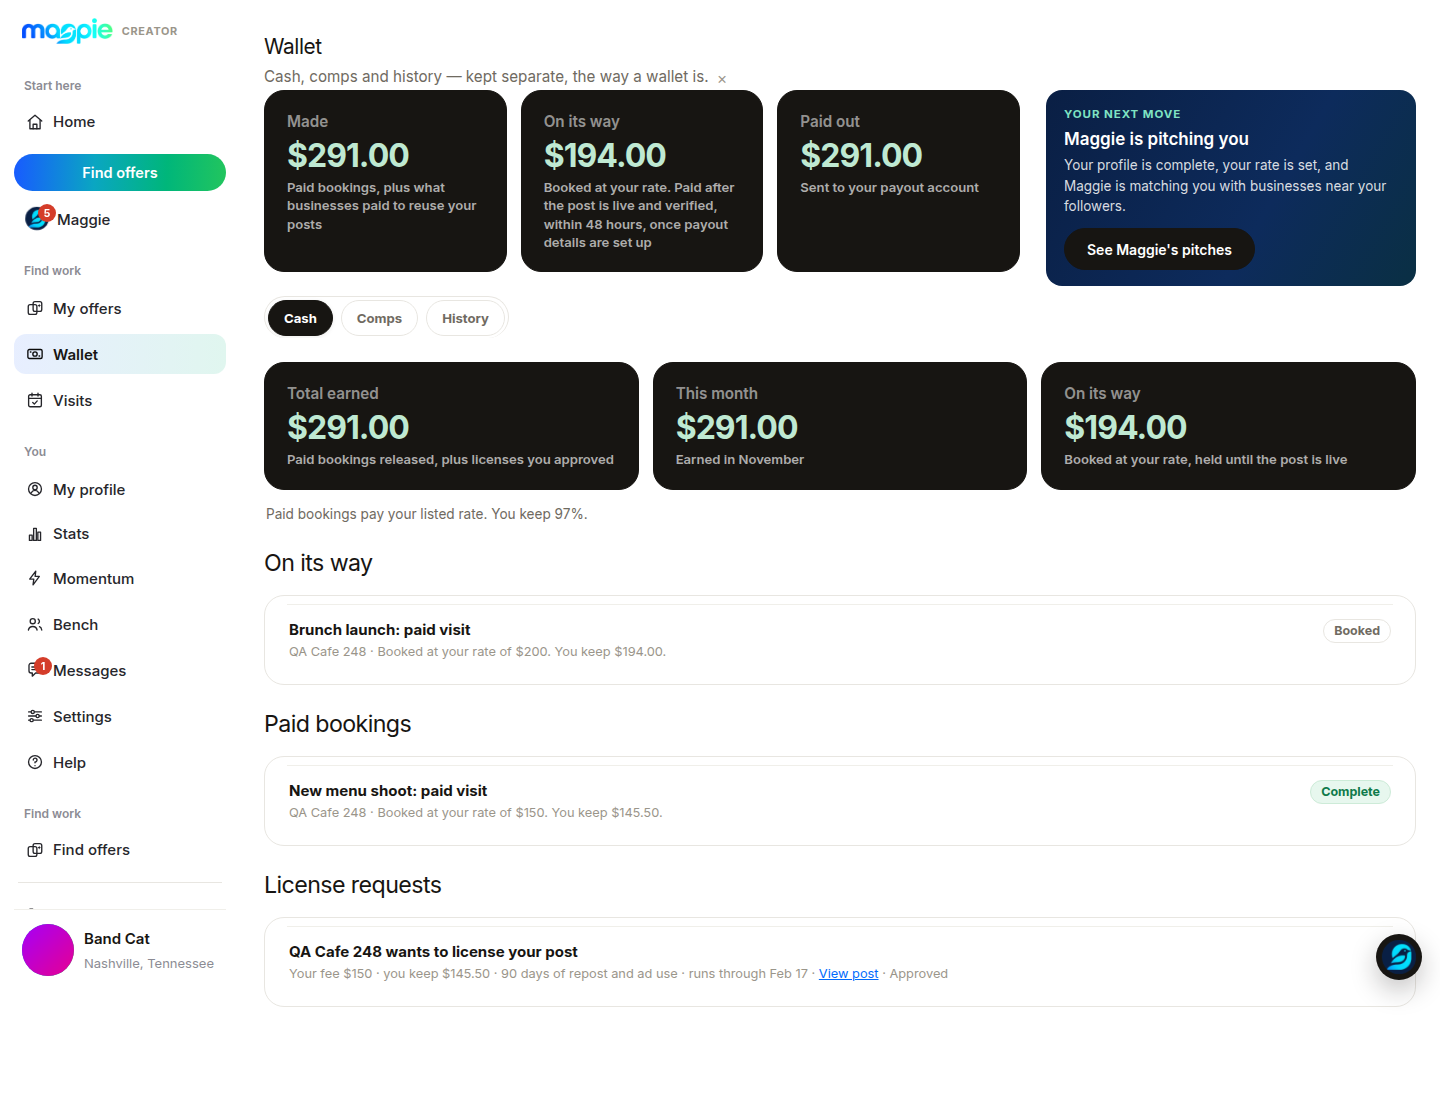 magpie CREATOR
Start here
Home
Find offers
5
Maggie
Find work
My offers
Wallet
Visits
You
My profile
Stats
Momentum
Bench
1
Messages
Settings
Help
Find work
Find offers
Band Cat
Nashville, Tennessee
Wallet
Cash, comps and history — kept separate, the way a wallet is. ×
Made
$291.00
Paid bookings, plus what
businesses paid to reuse your
posts
On its way
$194.00
Booked at your rate. Paid after
the post is live and verified,
within 48 hours, once payout
details are set up
Paid out
$291.00
Sent to your payout account
YOUR NEXT MOVE
Maggie is pitching you
Your profile is complete, your rate is set, and
Maggie is matching you with businesses near your
followers.
See Maggie's pitches
Cash
Comps
History
Total earned
$291.00
Paid bookings released, plus licenses you approved
This month
$291.00
Earned in November
On its way
$194.00
Booked at your rate, held until the post is live
Paid bookings pay your listed rate. You keep 97%.
On its way
Brunch launch: paid visit
Booked
QA Cafe 248 · Booked at your rate of $200. You keep $194.00.
Paid bookings
New menu shoot: paid visit
Complete
QA Cafe 248 · Booked at your rate of $150. You keep $145.50.
License requests
QA Cafe 248 wants to license your post
Your fee $150 · you keep $145.50 · 90 days of repost and ad use · runs through Feb 17 · View post · Approved